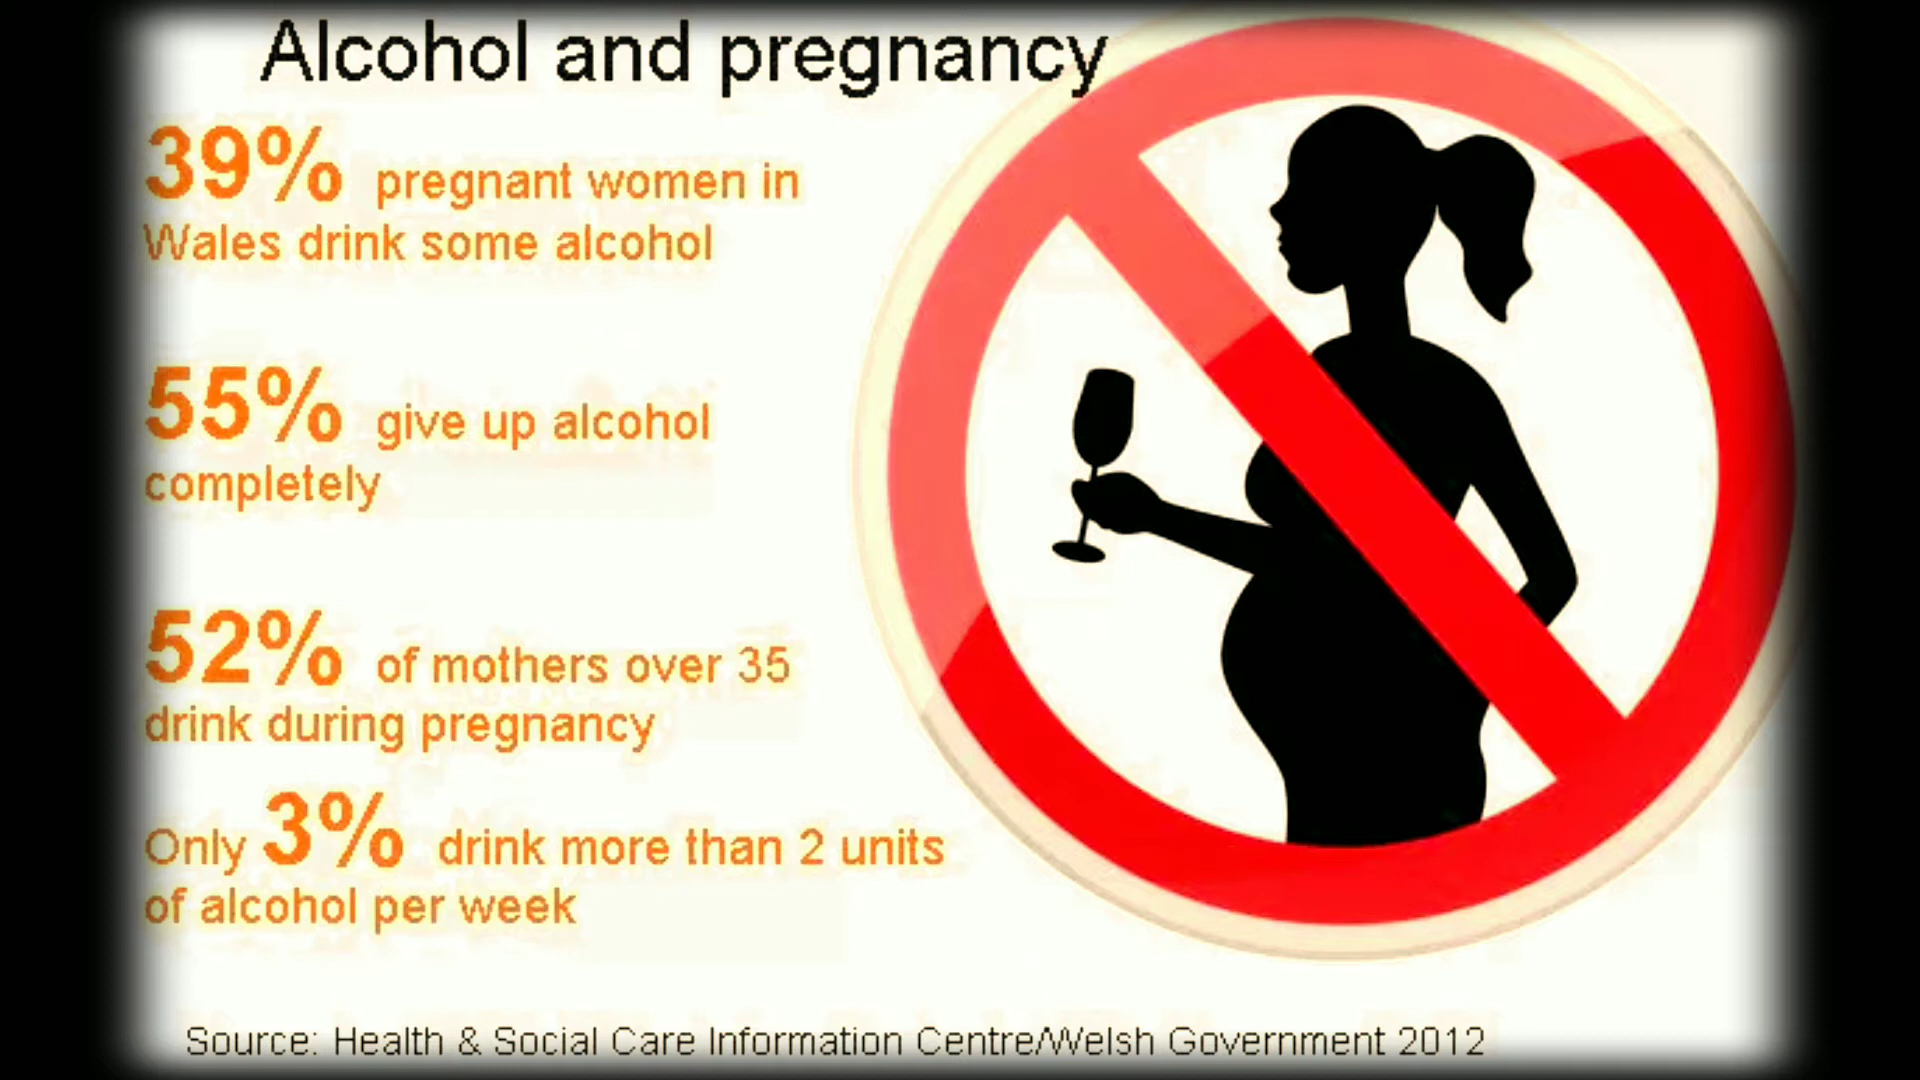 Alcohol and pregnancy
39% pregnant women in
Wales drink some alcohol
55% give up alcohol
completely
52% of mothers over 35
drink during pregnancy
Only 3% drink more than 2 units
of alcohol per week
Source: Health & Social Care Information Centre/Welsh Government 2012